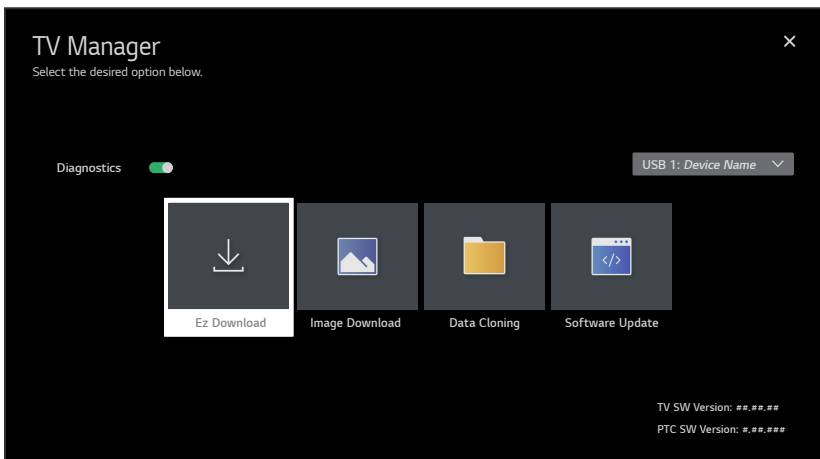 TV Manager
Select the desired option below.
Diagnostics
USB 1: Device Name
</>
Ez Download
Image Download
Data Cloning
Software Update
TV SW Version: ##.##.##
PTC SW Version: #.##.###